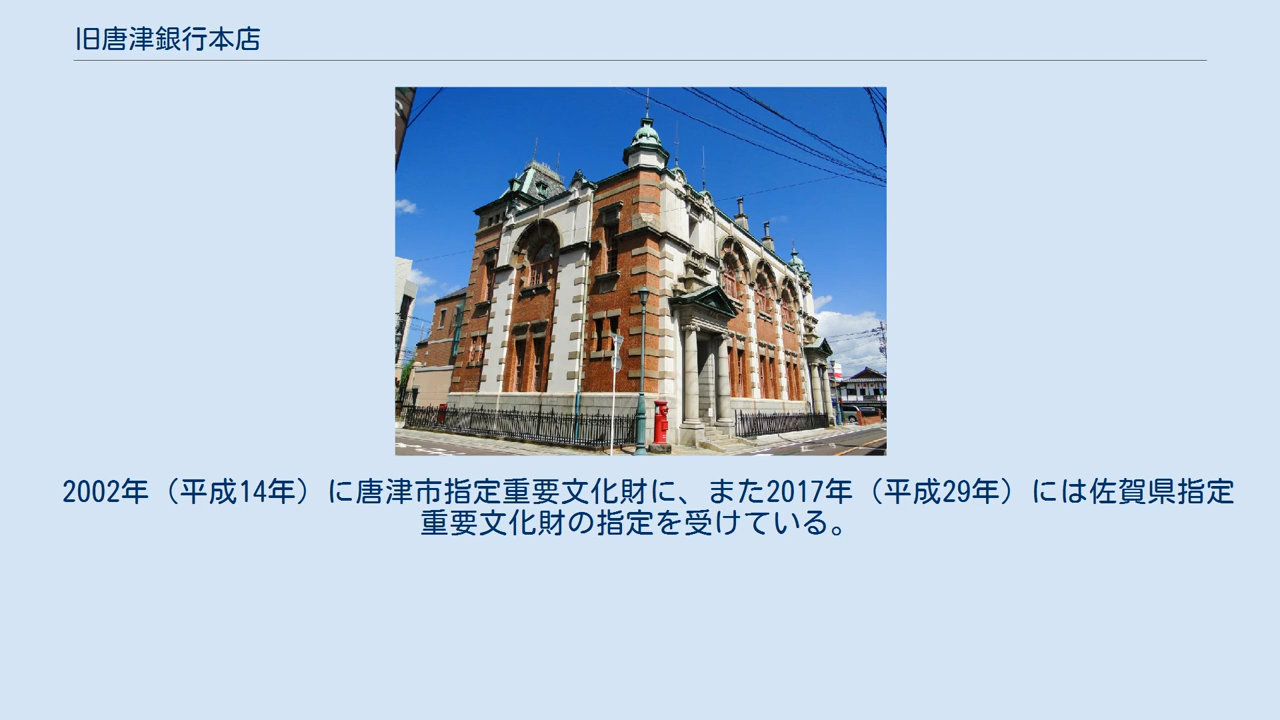 旧唐津銀行本店
2002年（平成14年）に唐津市指定重要文化財に、また2017年（平成29年）には佐賀県指定
重要文化財の指定を受けている。